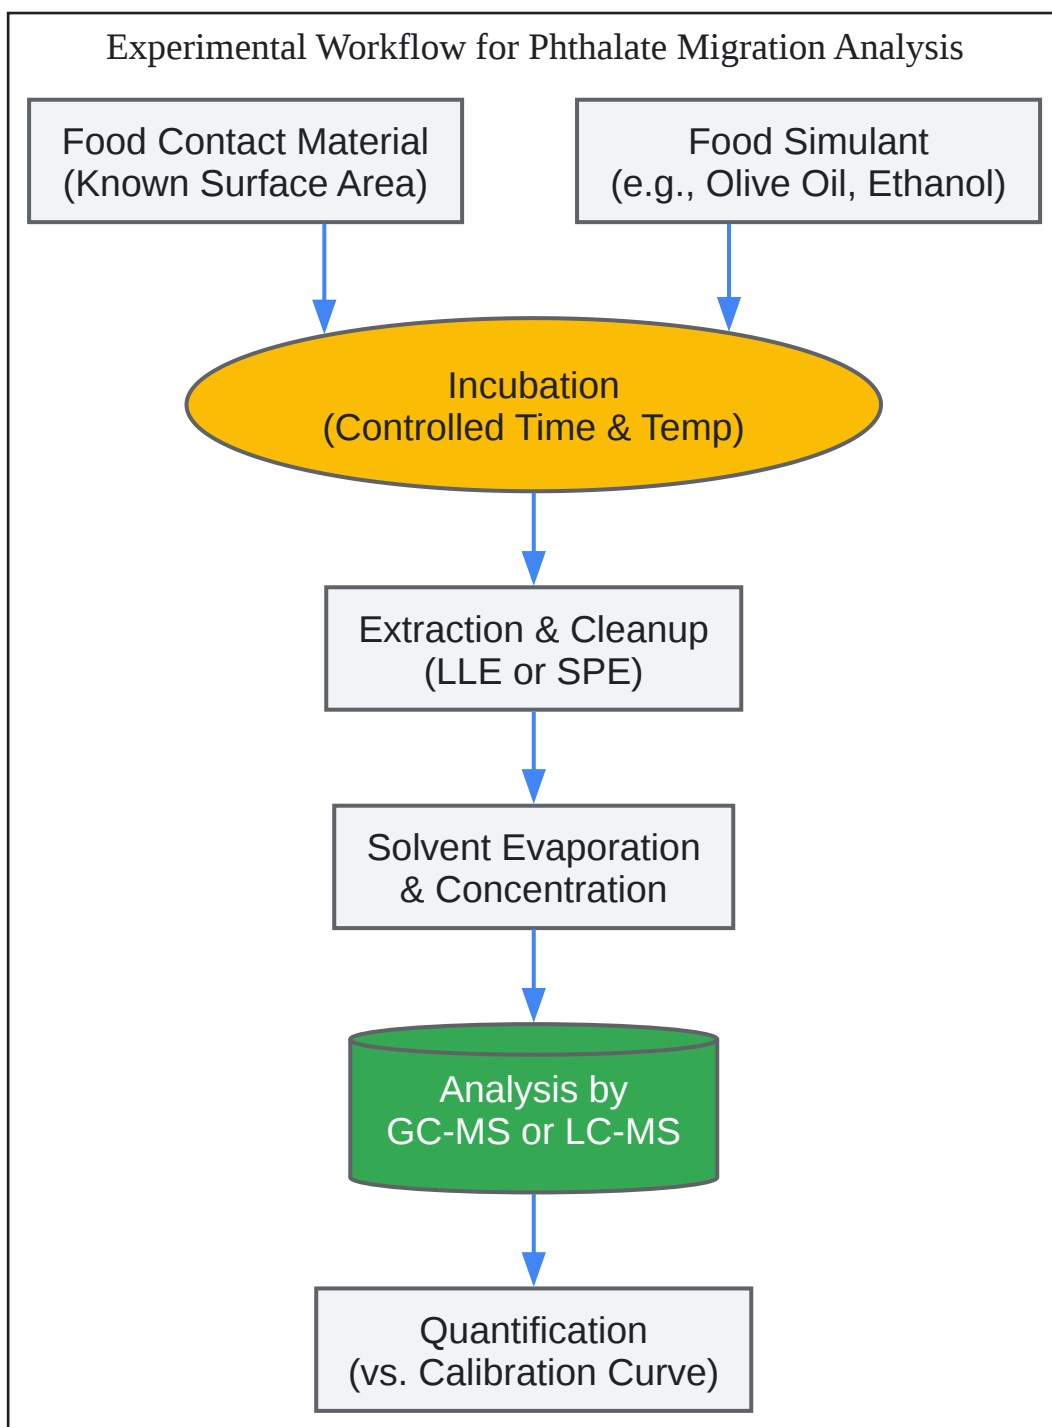 Experimental Workflow for Phthalate Migration Analysis
Food Contact Material
(Known Surface Area)
Food Simulant
(e.g., Olive Oil, Ethanol)
Incubation
(Controlled Time & Temp)
Extraction & Cleanup
(LLE or SPE)
Solvent Evaporation
& Concentration
Analysis by
GC-MS or LC-MS
Quantification
(vs. Calibration Curve)